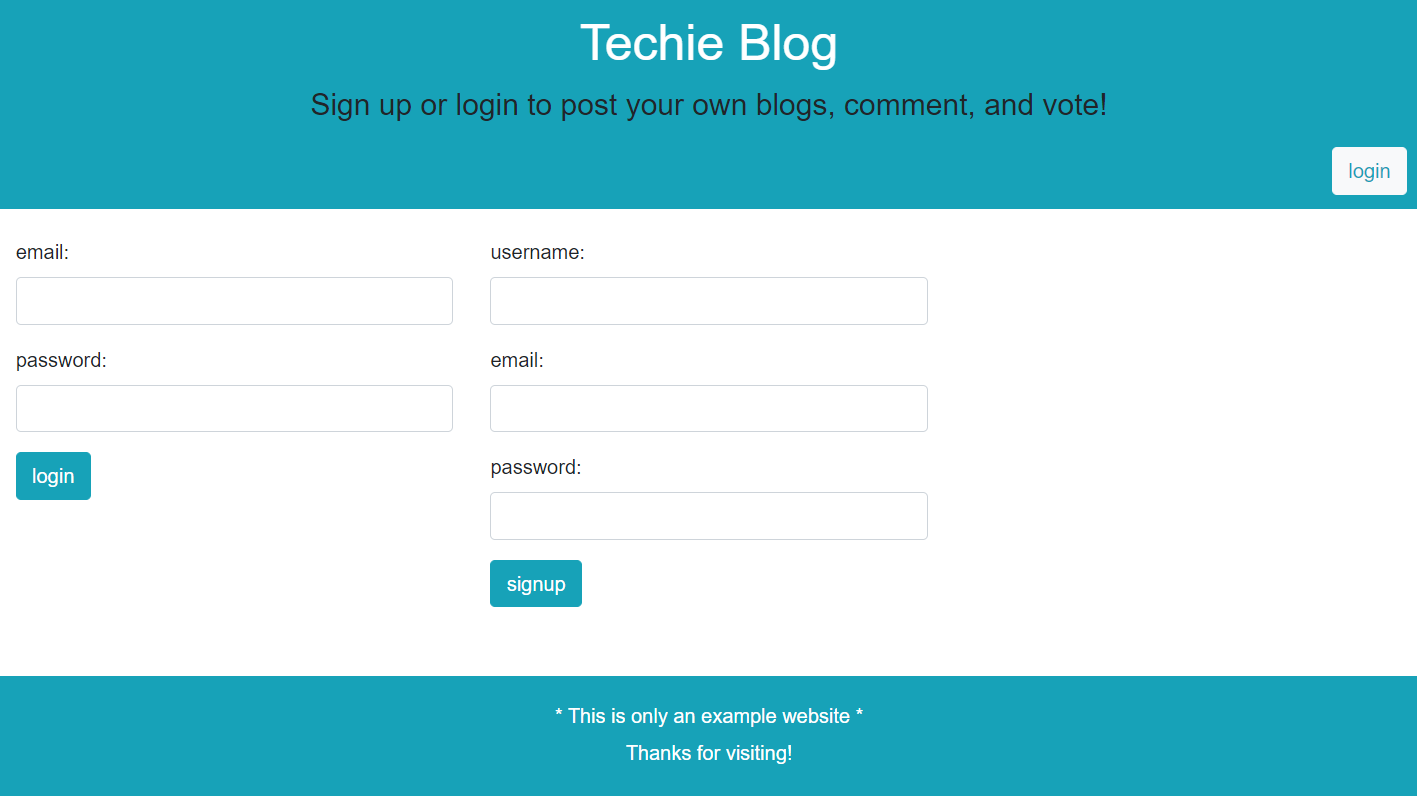 Techie Blog
Sign up or login to post your own blogs, comment, and vote!
login
email:
password:
login
username:
email:
password:
signup
* This is only an example website *
Thanks for visiting!